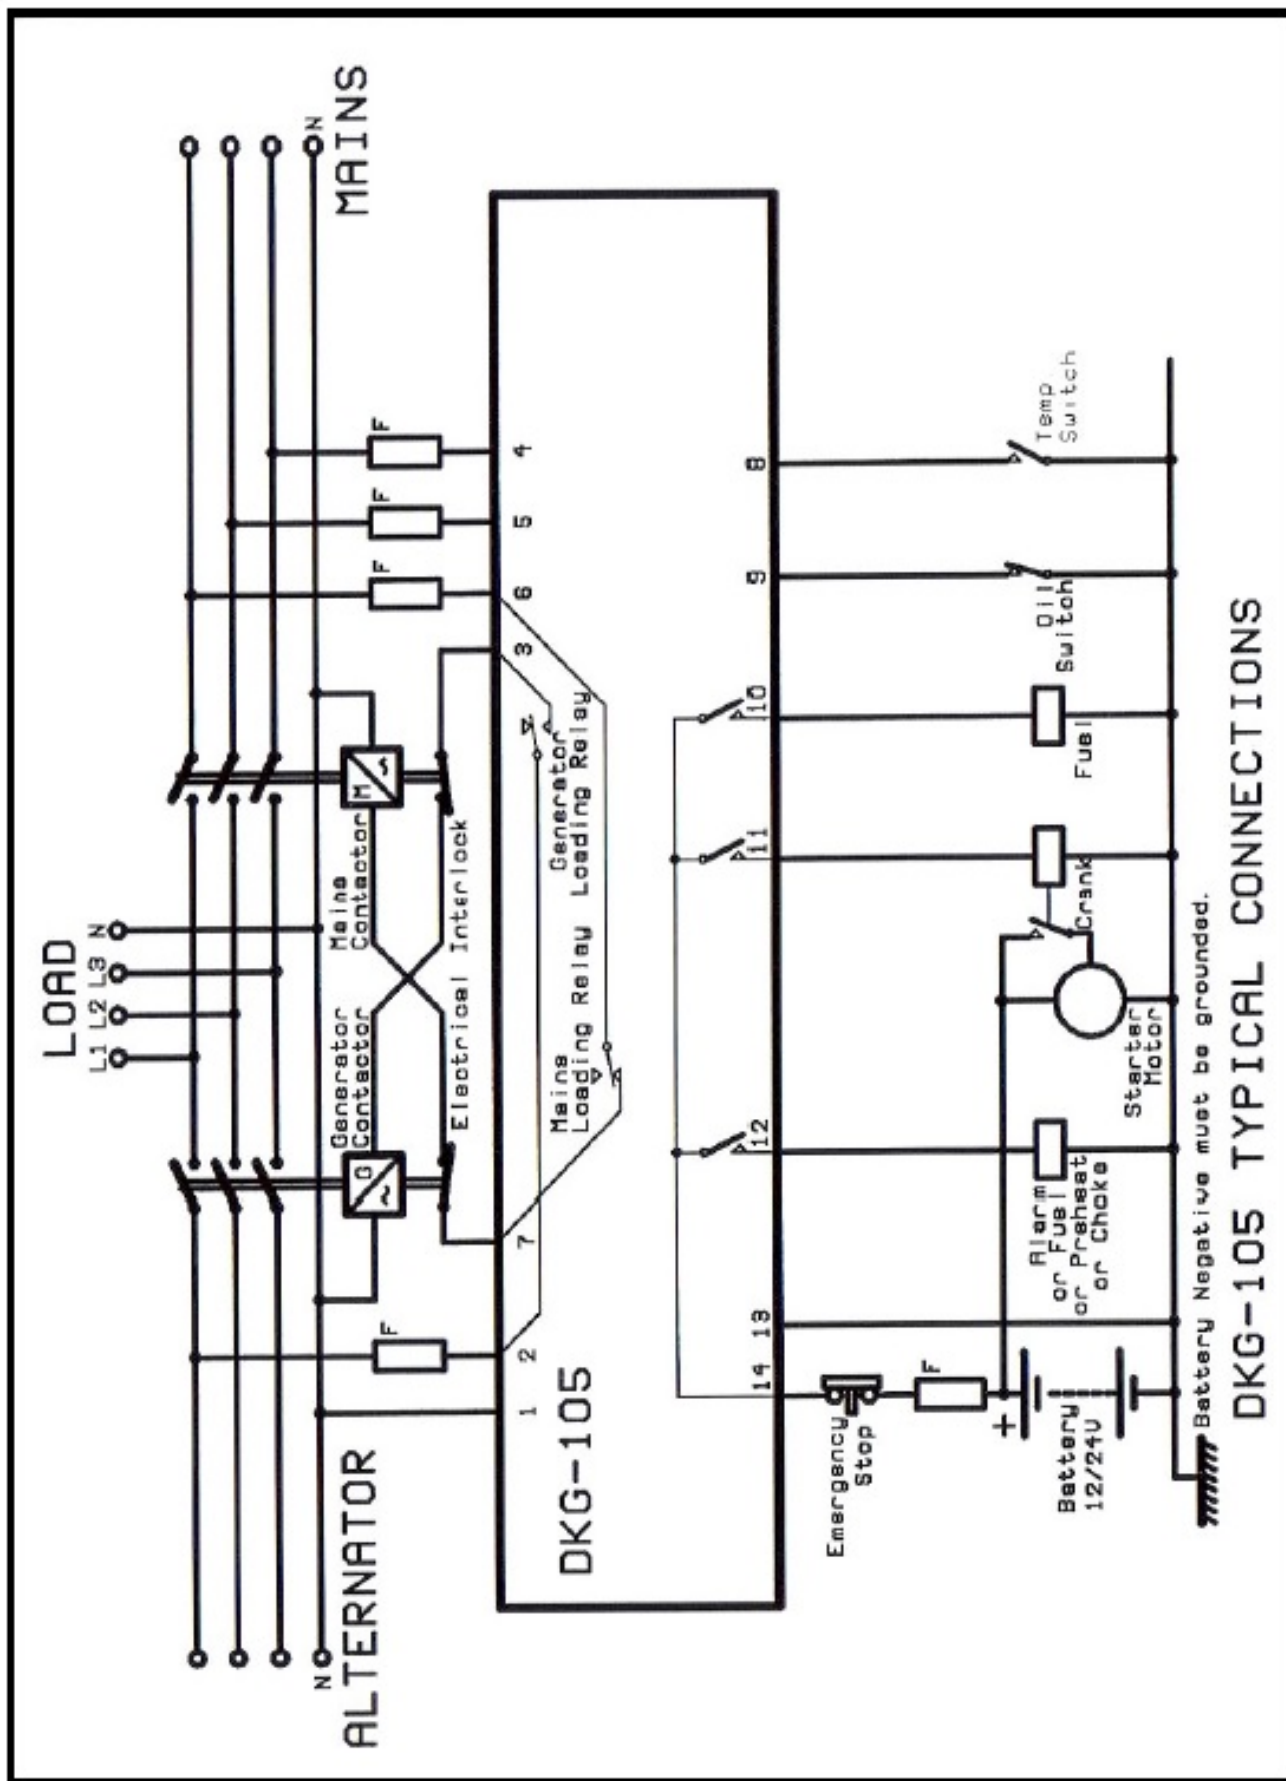 LOAD
L1 L2 L3 N
N
N
ALTERNATOR
MAINS
Generator
Contactor
Mains
Contactor
Electrical Interlock
F
F
F
F
G
~
M
~
1
2
7
3
6
5
4
DKG-105
Mains
Loading Relay
Generator
Loading Relay
14
13
12
11
10
9
8
Emergency
Stop
F
+
Battery
12/24V
Alarm
or Fuel
or Preheat
or Choke
Starter
Motor
Crank
Fuel
Oil
Switch
Temp
Switch
Battery Negative must be grounded.
DKG-105 TYPICAL CONNECTIONS